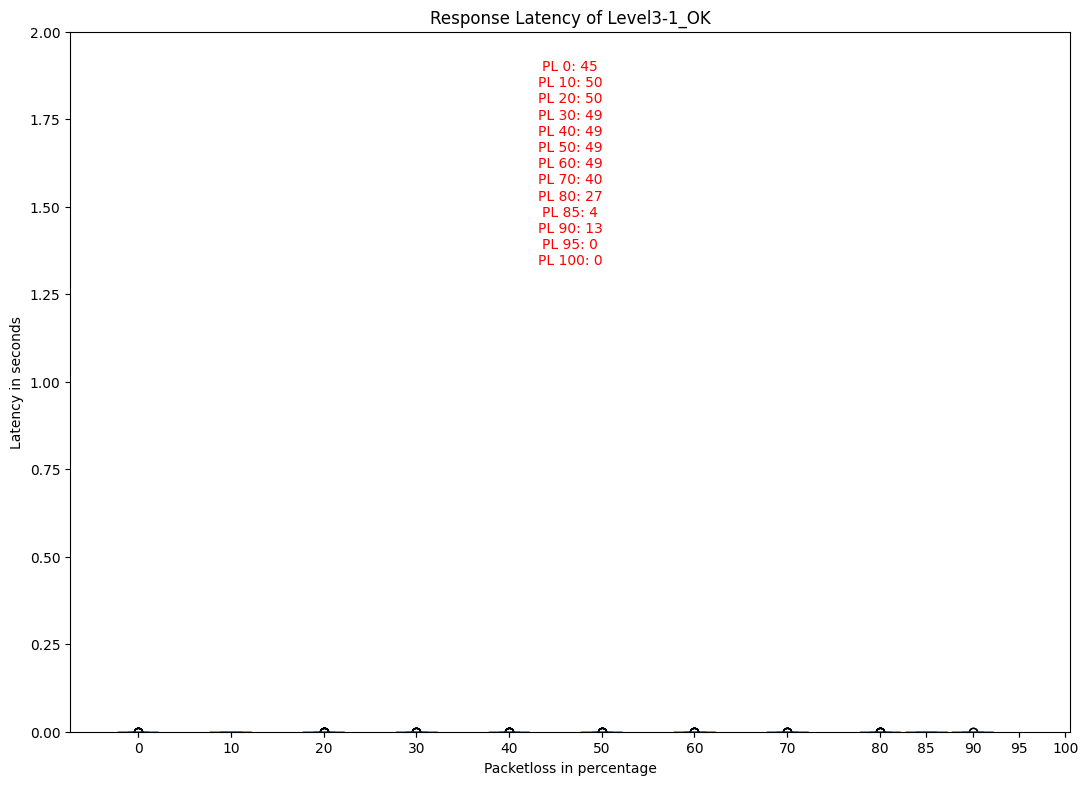 Response Latency of Level3-1_OK
2.00
1.75
1.50
1.25
1.00
0.75
0.50
0.25
0.00
Latency in seconds
PL 0: 45
PL 10: 50
PL 20: 50
PL 30: 49
PL 40: 49
PL 50: 49
PL 60: 49
PL 70: 40
PL 80: 27
PL 85: 4
PL 90: 13
PL 95: 0
PL 100: 0
0 10 20 30 40 50 60 70 80 85 90 95 100
Packetloss in percentage